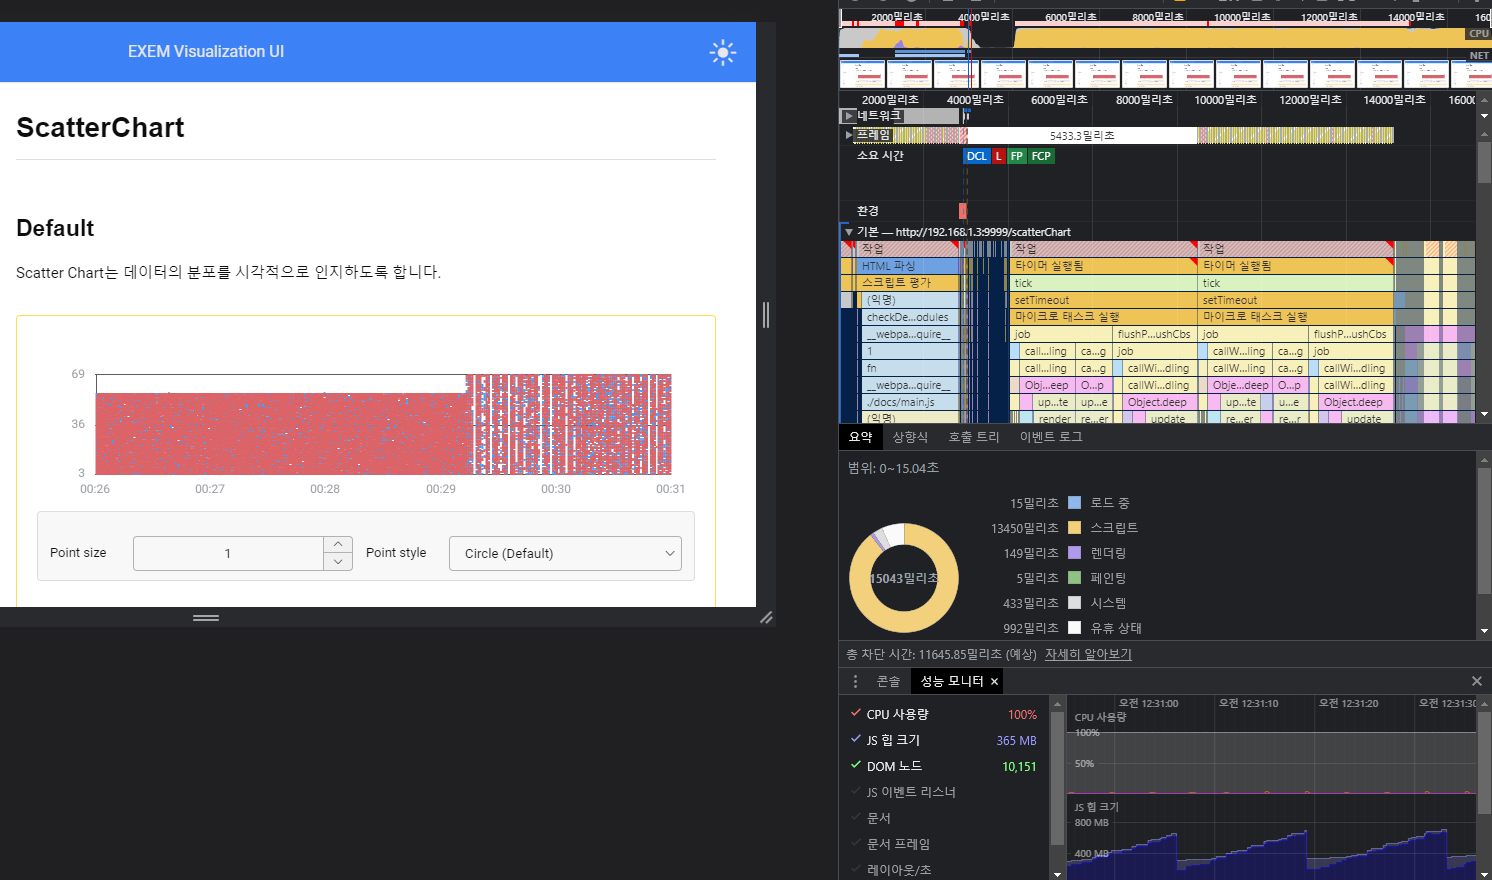 EXEM Visualization UI
ScatterChart
Default
Scatter Chart는 데이터의 분포를 시각적으로 인지하도록 합니다.
69
36
3
00:26 00:27 00:28 00:29 00:30 00:31
Point size 1 Point style Circle (Default)
2000밀리초 4000밀리초 6000밀리초 8000밀리초 10000밀리초 12000밀리초 14000밀리초 160
CPU
NET
2000밀리초 4000밀리초 6000밀리초 8000밀리초 10000밀리초 12000밀리초 14000밀리초 16000
네트워크
프레임 5433.3밀리초
소요 시간 DCL L FP FCP
환경
기본 — http://192.168.1.3:9999/scatterChart
작업 작업 작업
HTML 파싱 타이머 실행됨 타이머 실행됨
스크립트 평가 tick tick
(익명) setTimeout setTimeout
checkDe...odules 마이크로 태스크 실행 마이크로 태스크 실행
__webpa...quire__ job flushP...ushCbs job flushP...ushCbs
1 call...ling ca...g job callW...ling ca...g job
fn call...ling ca...g callWi...dling callW...ling ca...g callWi...dling
__webpa...quire__ Obj...eep O...p callWi...dling Obje...deep O...p callWi...dling
./docs/main.js up...te up...e Object.deep up...te u...e Object.deep
(익명) render re...er update re...er re...r update
요약 상향식 호출 트리 이벤트 로그
범위: 0~15.04초
15043밀리초
15밀리초 로드 중
13450밀리초 스크립트
149밀리초 렌더링
5밀리초 페인팅
433밀리초 시스템
992밀리초 유휴 상태
총 차단 시간: 11645.85밀리초 (예상) 자세히 알아보기
콘솔 성능 모니터 ×
CPU 사용량 100%
JS 힙 크기 365 MB
DOM 노드 10,151
JS 이벤트 리스너
문서
문서 프레임
레이아웃/초
오전 12:31:00 오전 12:31:10 오전 12:31:20 오전 12:31:30
CPU 사용량
100%
50%
JS 힙 크기
800 MB
400 MB